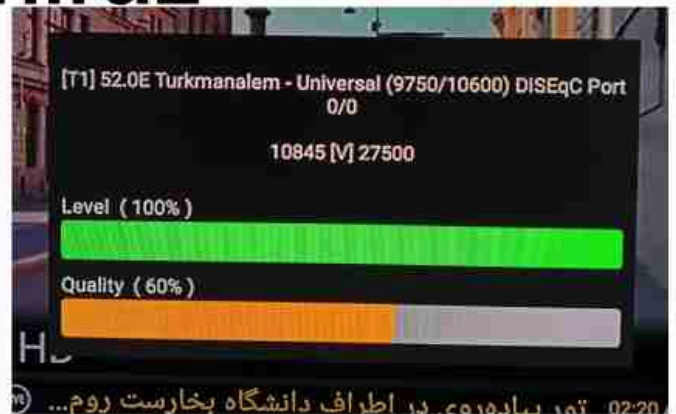 [T1] 52.0E Turkmanalem - Universal (9750/10600) DiSEqC Port
0/0
10845 [V] 27500
Level ( 100% )
Quality ( 60% )
02:20 تور پیاده‌روی در اطراف دانشگاه بخارست روم...